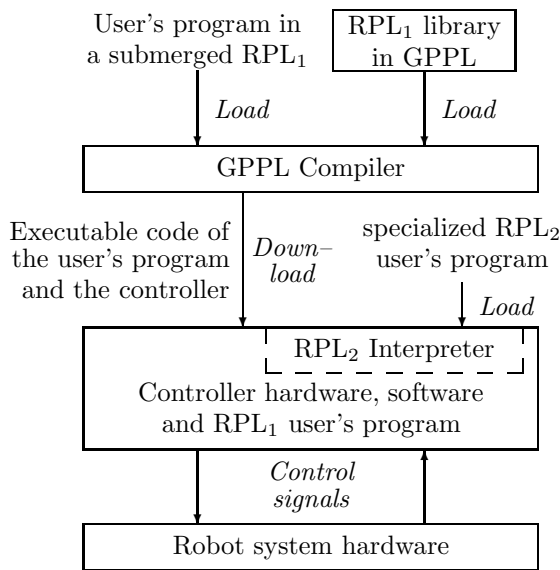 User's program in
a submerged RPL₁
RPL₁ library
in GPPL
Load
Load
GPPL Compiler
Executable code of
the user's program
and the controller
Down–
load
specialized RPL₂
user's program
Load
RPL₂ Interpreter
Controller hardware, software
and RPL₁ user's program
Control
signals
Robot system hardware